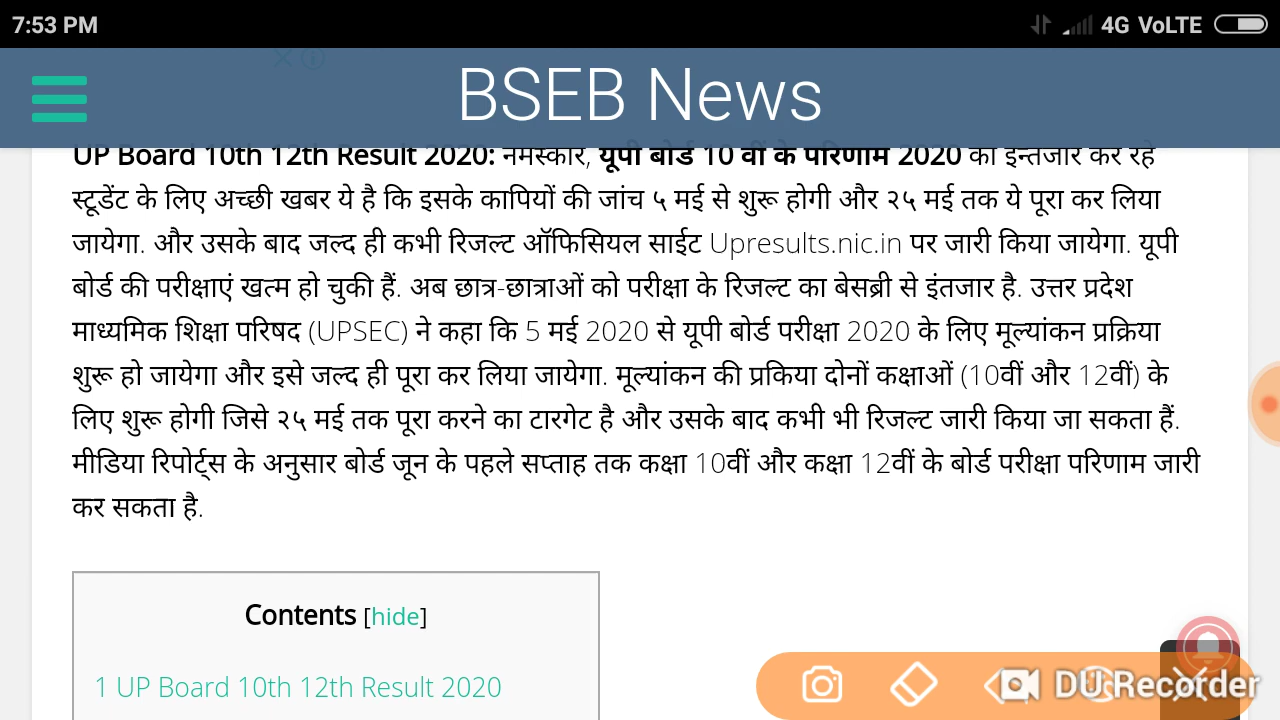 7:53 PM
4G VoLTE
BSEB News
UP Board 10th 12th Result 2020: नमस्कार, यूपी बोर्ड 10 वीं के परिणाम 2020 का इन्तजार कर रहे
स्टूडेंट के लिए अच्छी खबर ये है कि इसके कापियों की जांच ५ मई से शुरू होगी और २५ मई तक ये पूरा कर लिया
जायेगा. और उसके बाद जल्द ही कभी रिजल्ट ऑफिसियल साईट Upresults.nic.in पर जारी किया जायेगा. यूपी
बोर्ड की परीक्षाएं खत्म हो चुकी हैं. अब छात्र-छात्राओं को परीक्षा के रिजल्ट का बेसब्री से इंतजार है. उत्तर प्रदेश
माध्यमिक शिक्षा परिषद (UPSEC) ने कहा कि 5 मई 2020 से यूपी बोर्ड परीक्षा 2020 के लिए मूल्यांकन प्रक्रिया
शुरू हो जायेगा और इसे जल्द ही पूरा कर लिया जायेगा. मूल्यांकन की प्रकिया दोनों कक्षाओं (10वीं और 12वीं) के
लिए शुरू होगी जिसे २५ मई तक पूरा करने का टारगेट है और उसके बाद कभी भी रिजल्ट जारी किया जा सकता हैं.
मीडिया रिपोर्ट्स के अनुसार बोर्ड जून के पहले सप्ताह तक कक्षा 10वीं और कक्षा 12वीं के बोर्ड परीक्षा परिणाम जारी
कर सकता है.
Contents [hide]
1 UP Board 10th 12th Result 2020
DU Recorder